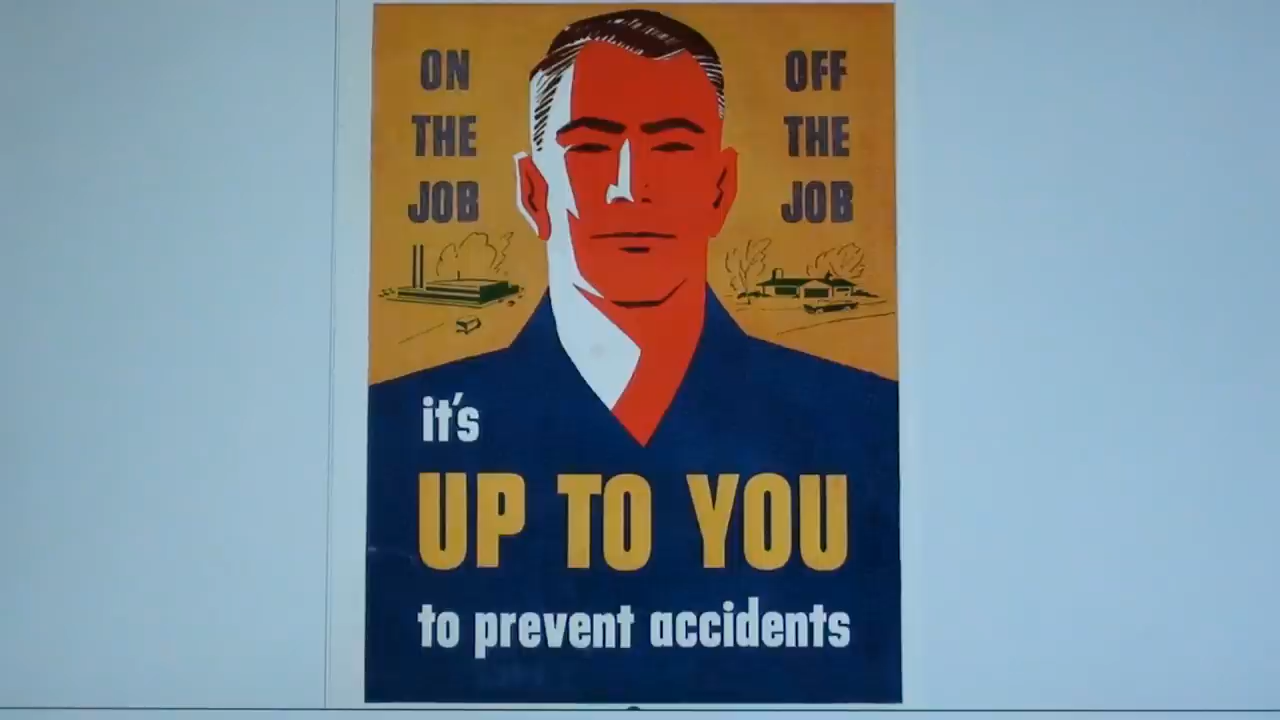 ON
THE
JOB
OFF
THE
JOB
it's
UP TO YOU
to prevent accidents